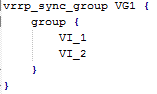 vrrp_sync_group VG1 {
    group {
        VI_1
        VI_2
    }
}